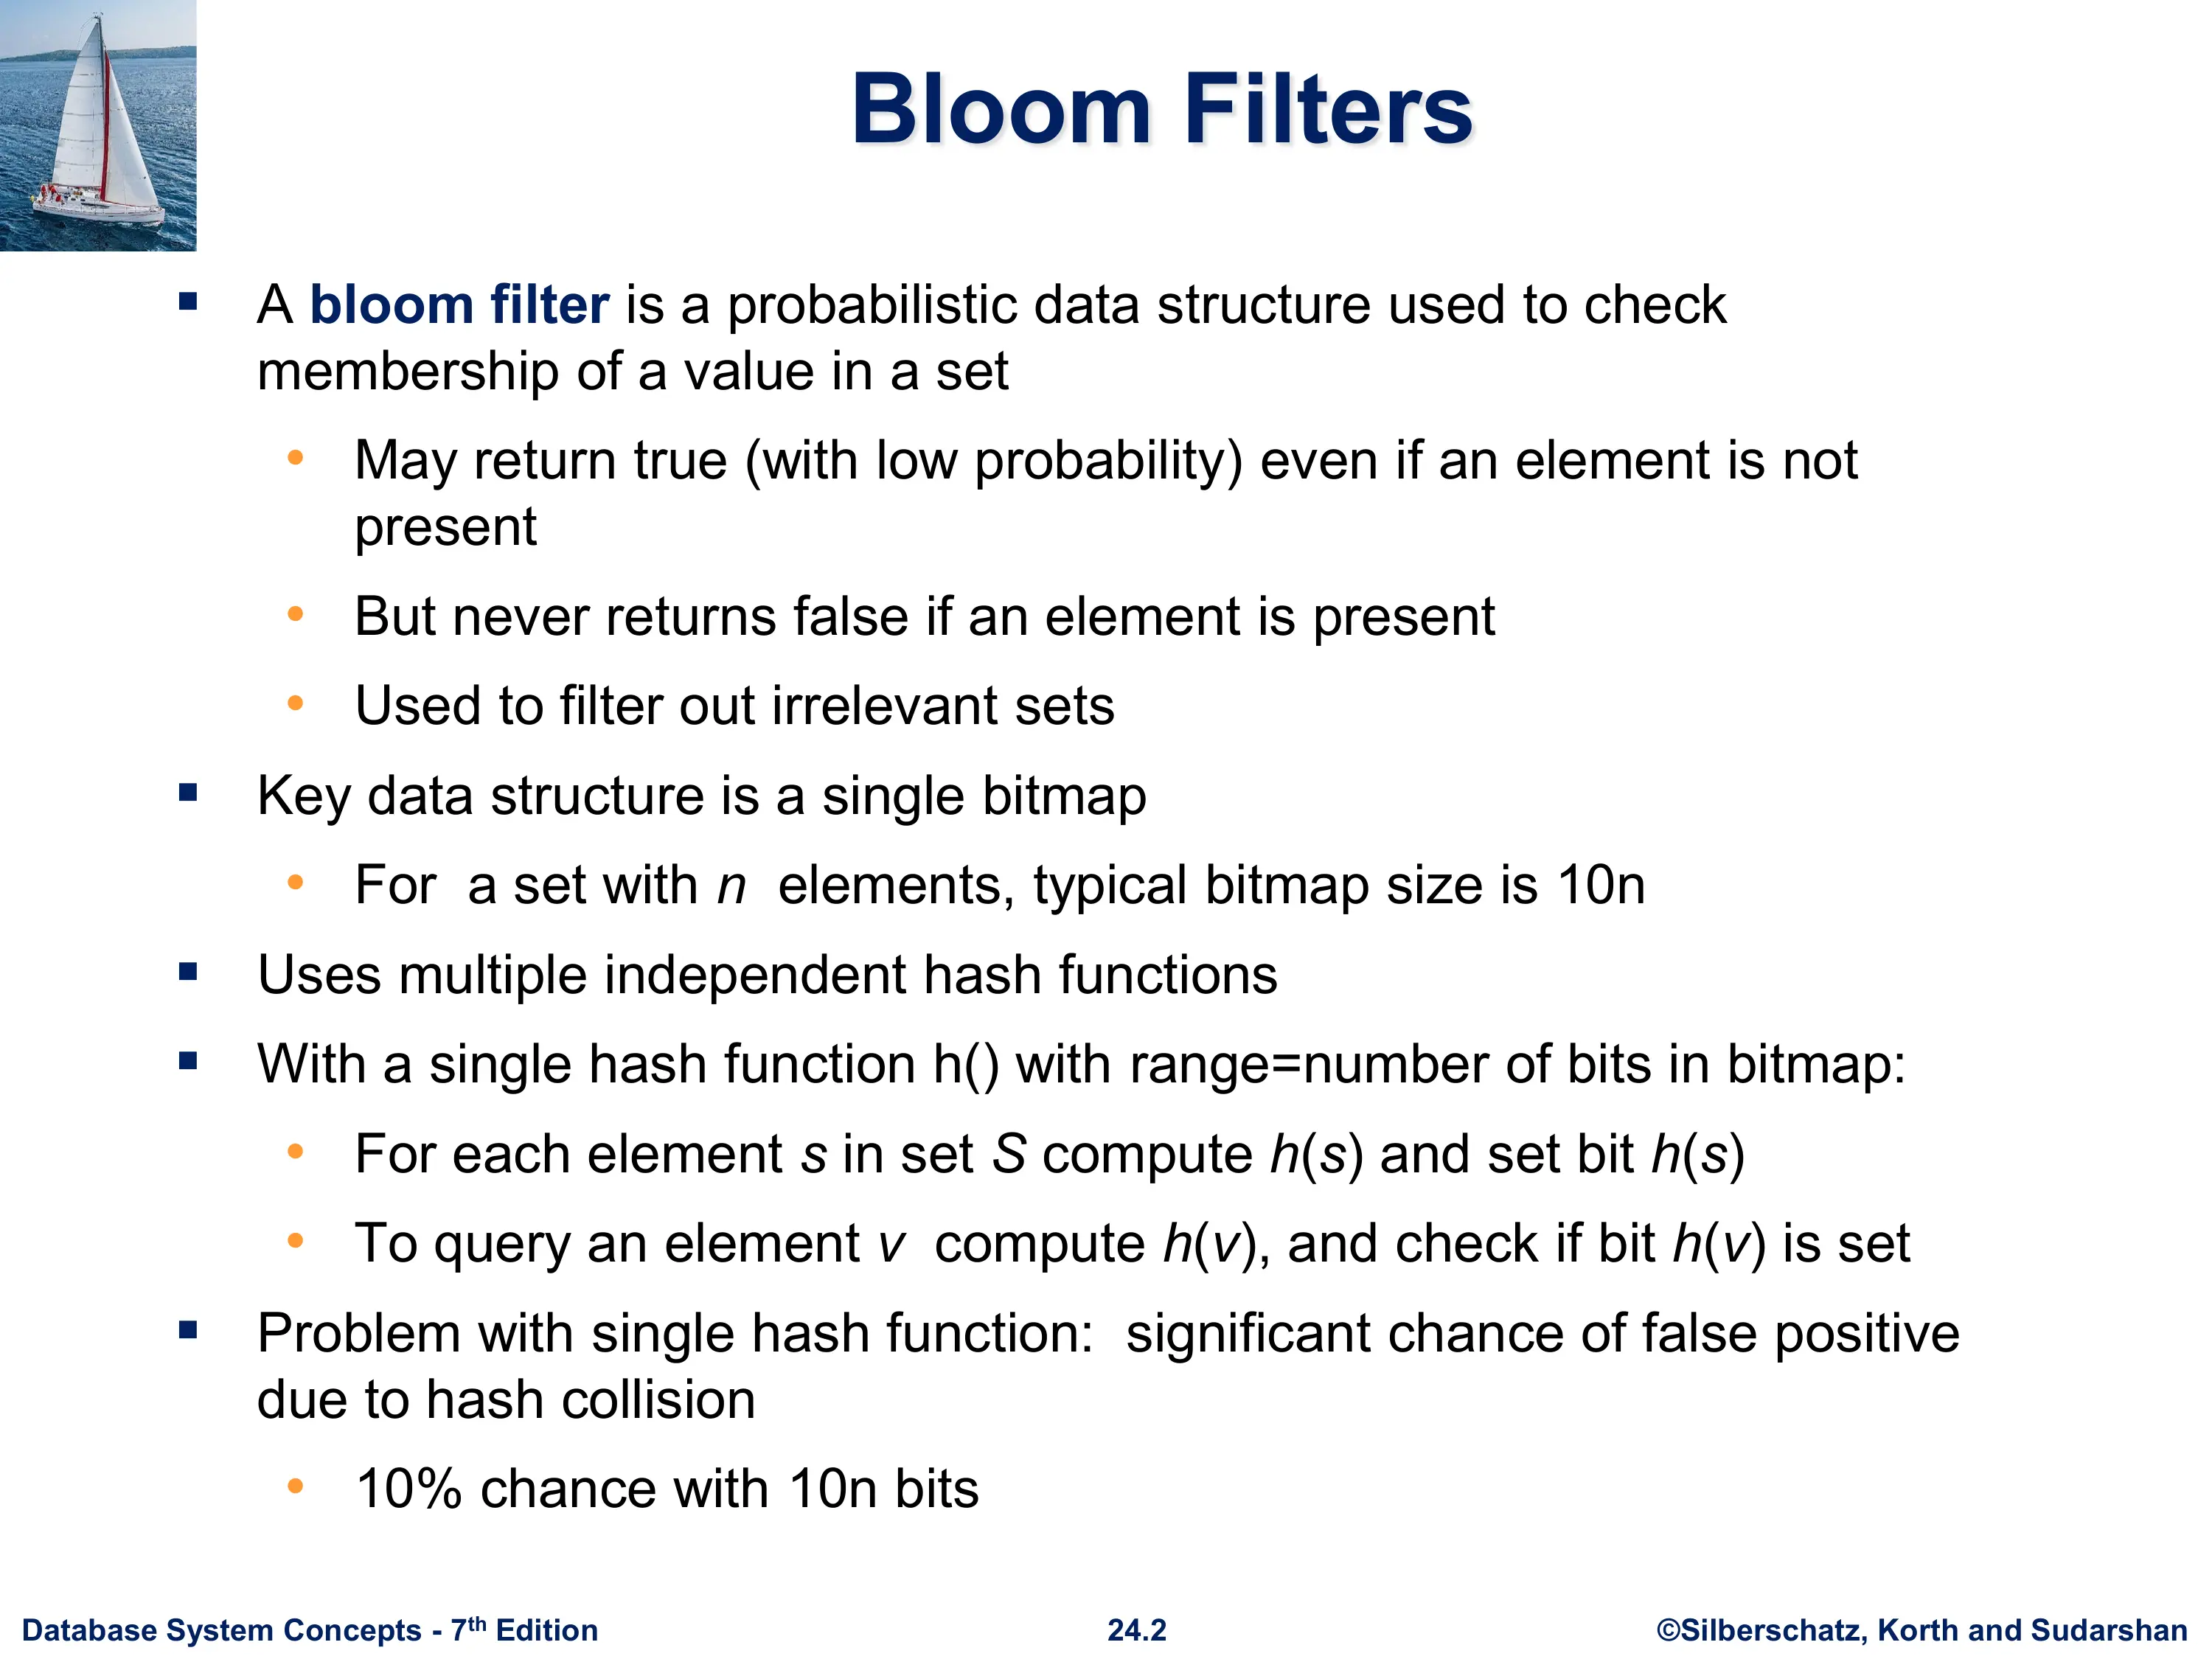 Bloom Filters
▪ A bloom filter is a probabilistic data structure used to check
membership of a value in a set
• May return true (with low probability) even if an element is not
present
• But never returns false if an element is present
• Used to filter out irrelevant sets
▪ Key data structure is a single bitmap
• For a set with n elements, typical bitmap size is 10n
▪ Uses multiple independent hash functions
▪ With a single hash function h() with range=number of bits in bitmap:
• For each element s in set S compute h(s) and set bit h(s)
• To query an element v compute h(v), and check if bit h(v) is set
▪ Problem with single hash function: significant chance of false positive
due to hash collision
• 10% chance with 10n bits
Database System Concepts - 7th Edition 24.2 ©Silberschatz, Korth and Sudarshan